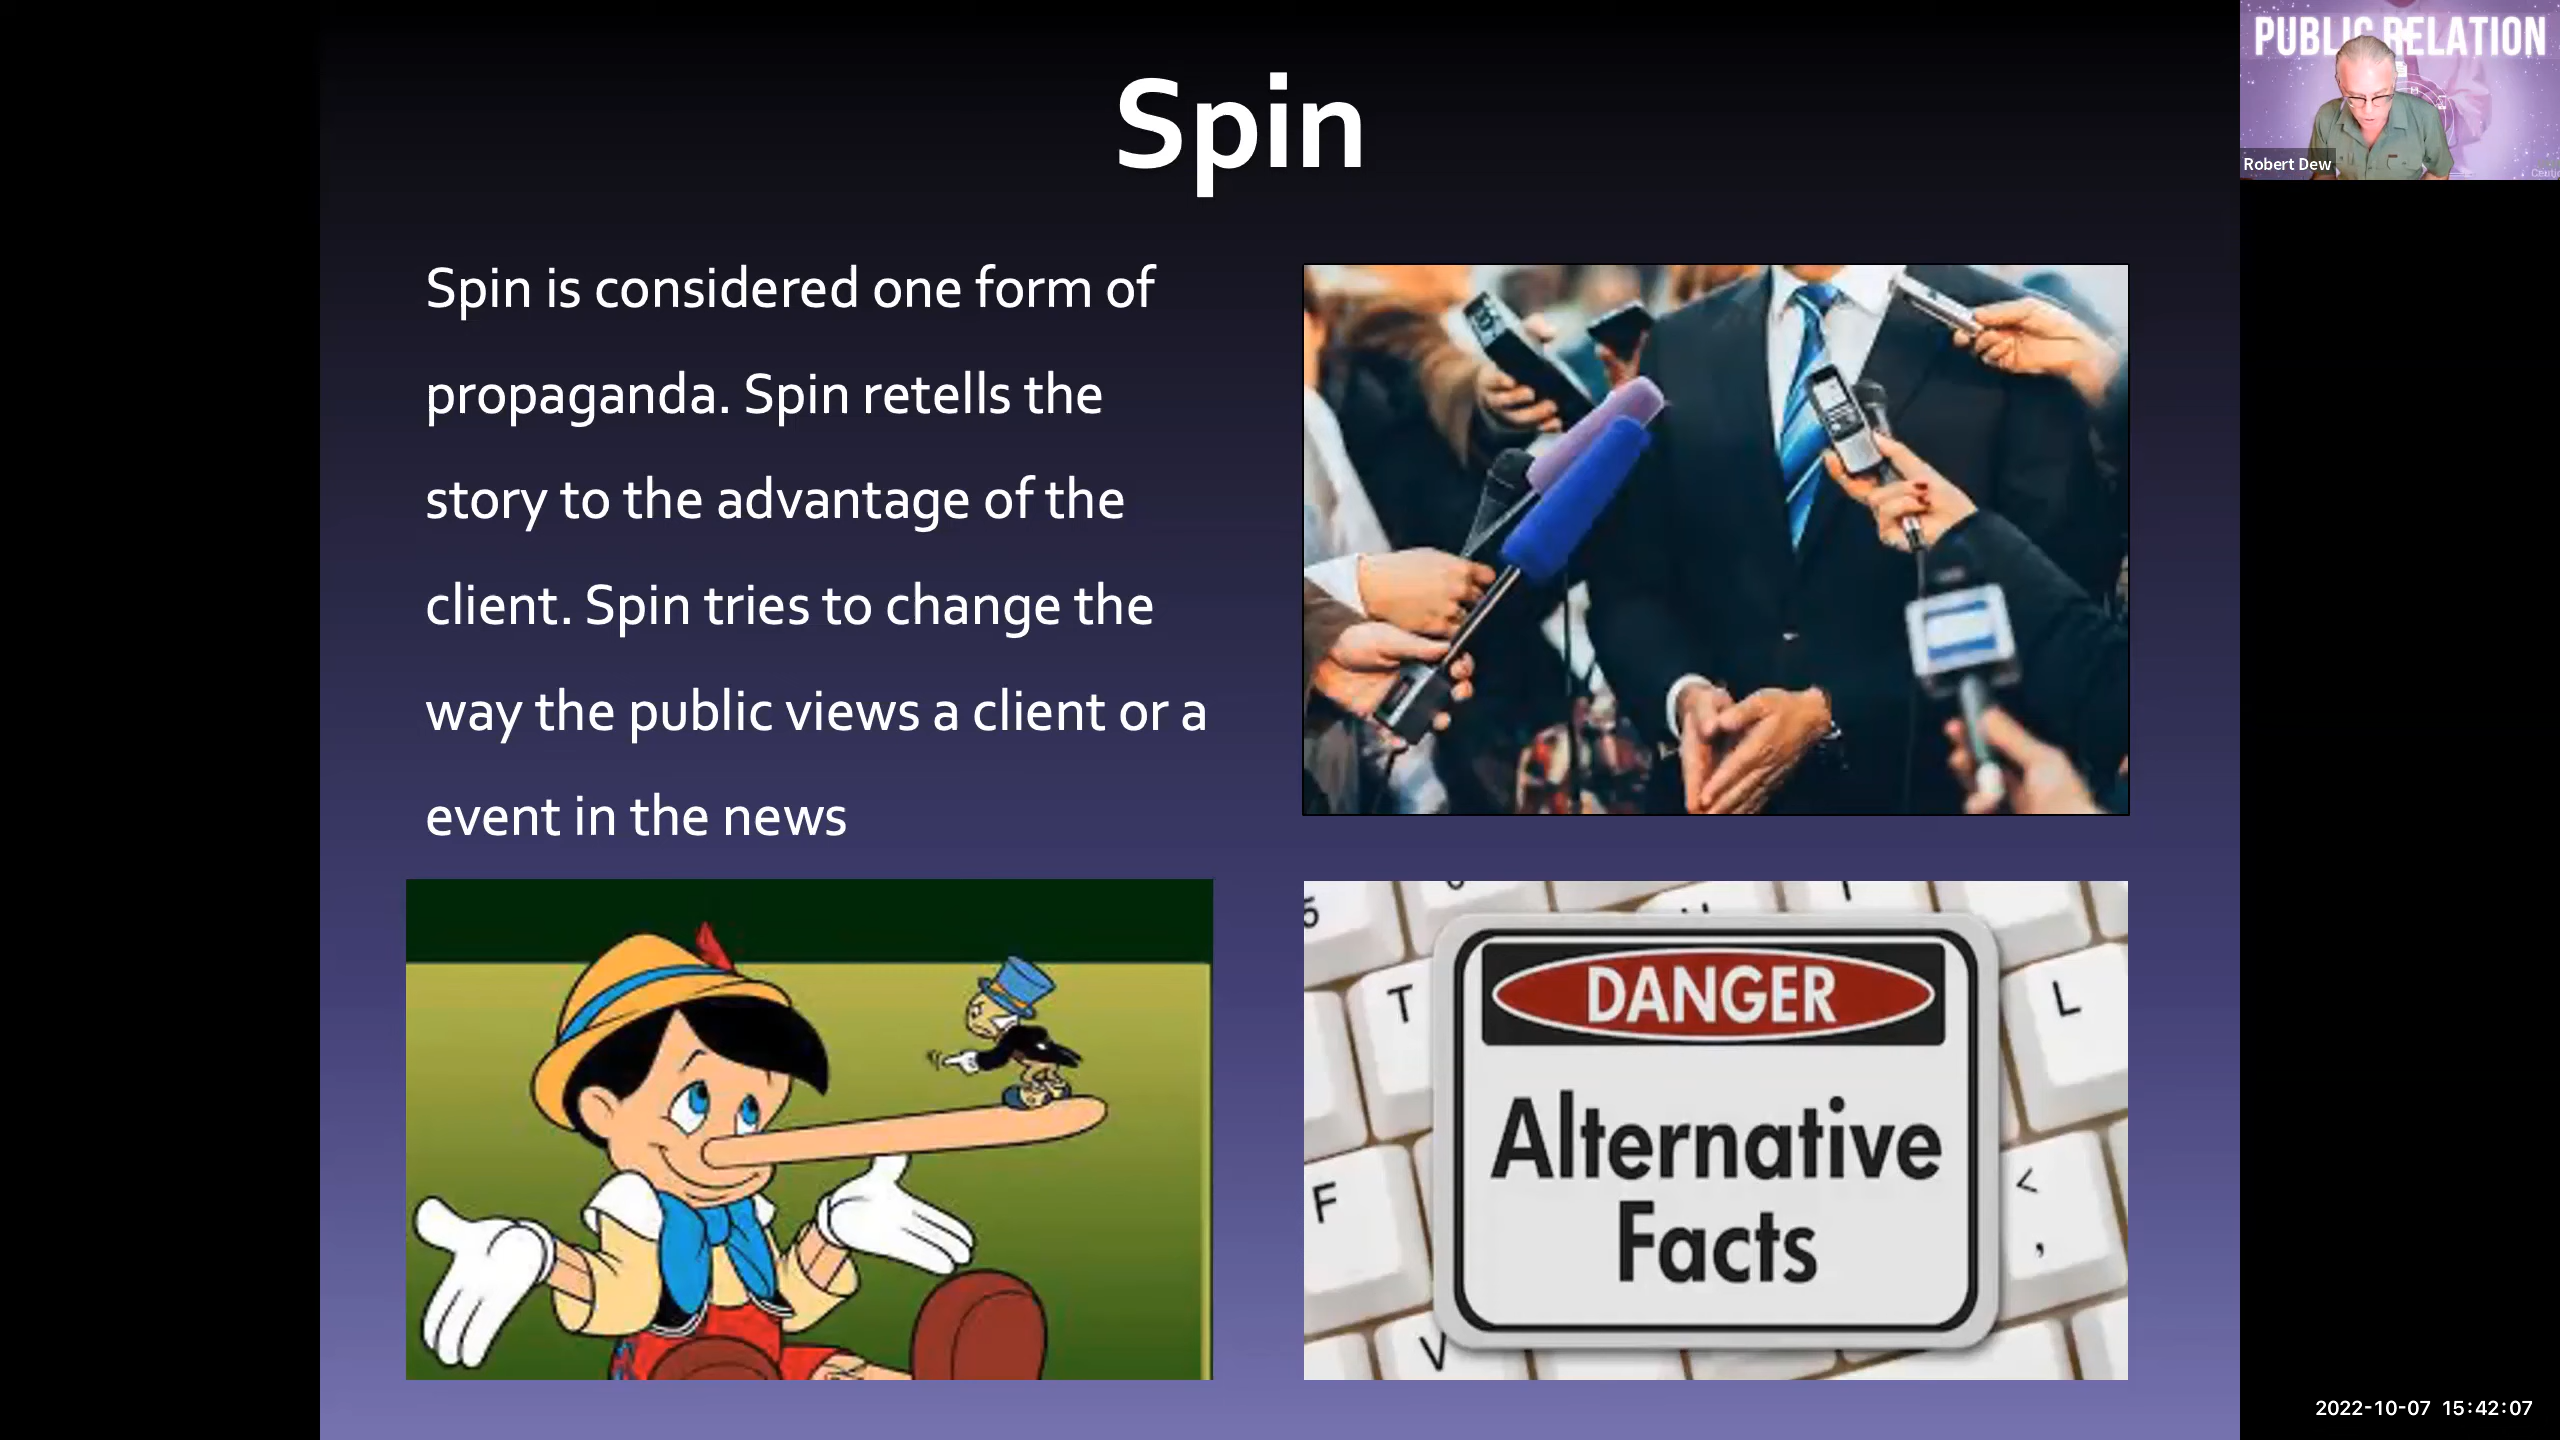 Spin
Spin is considered one form of
propaganda. Spin retells the
story to the advantage of the
client. Spin tries to change the
way the public views a client or a
event in the news
DANGER
Alternative
Facts
T
L
F
<
,
V
PUBLIC RELATION
Robert Dew
2022-10-07 15:42:07